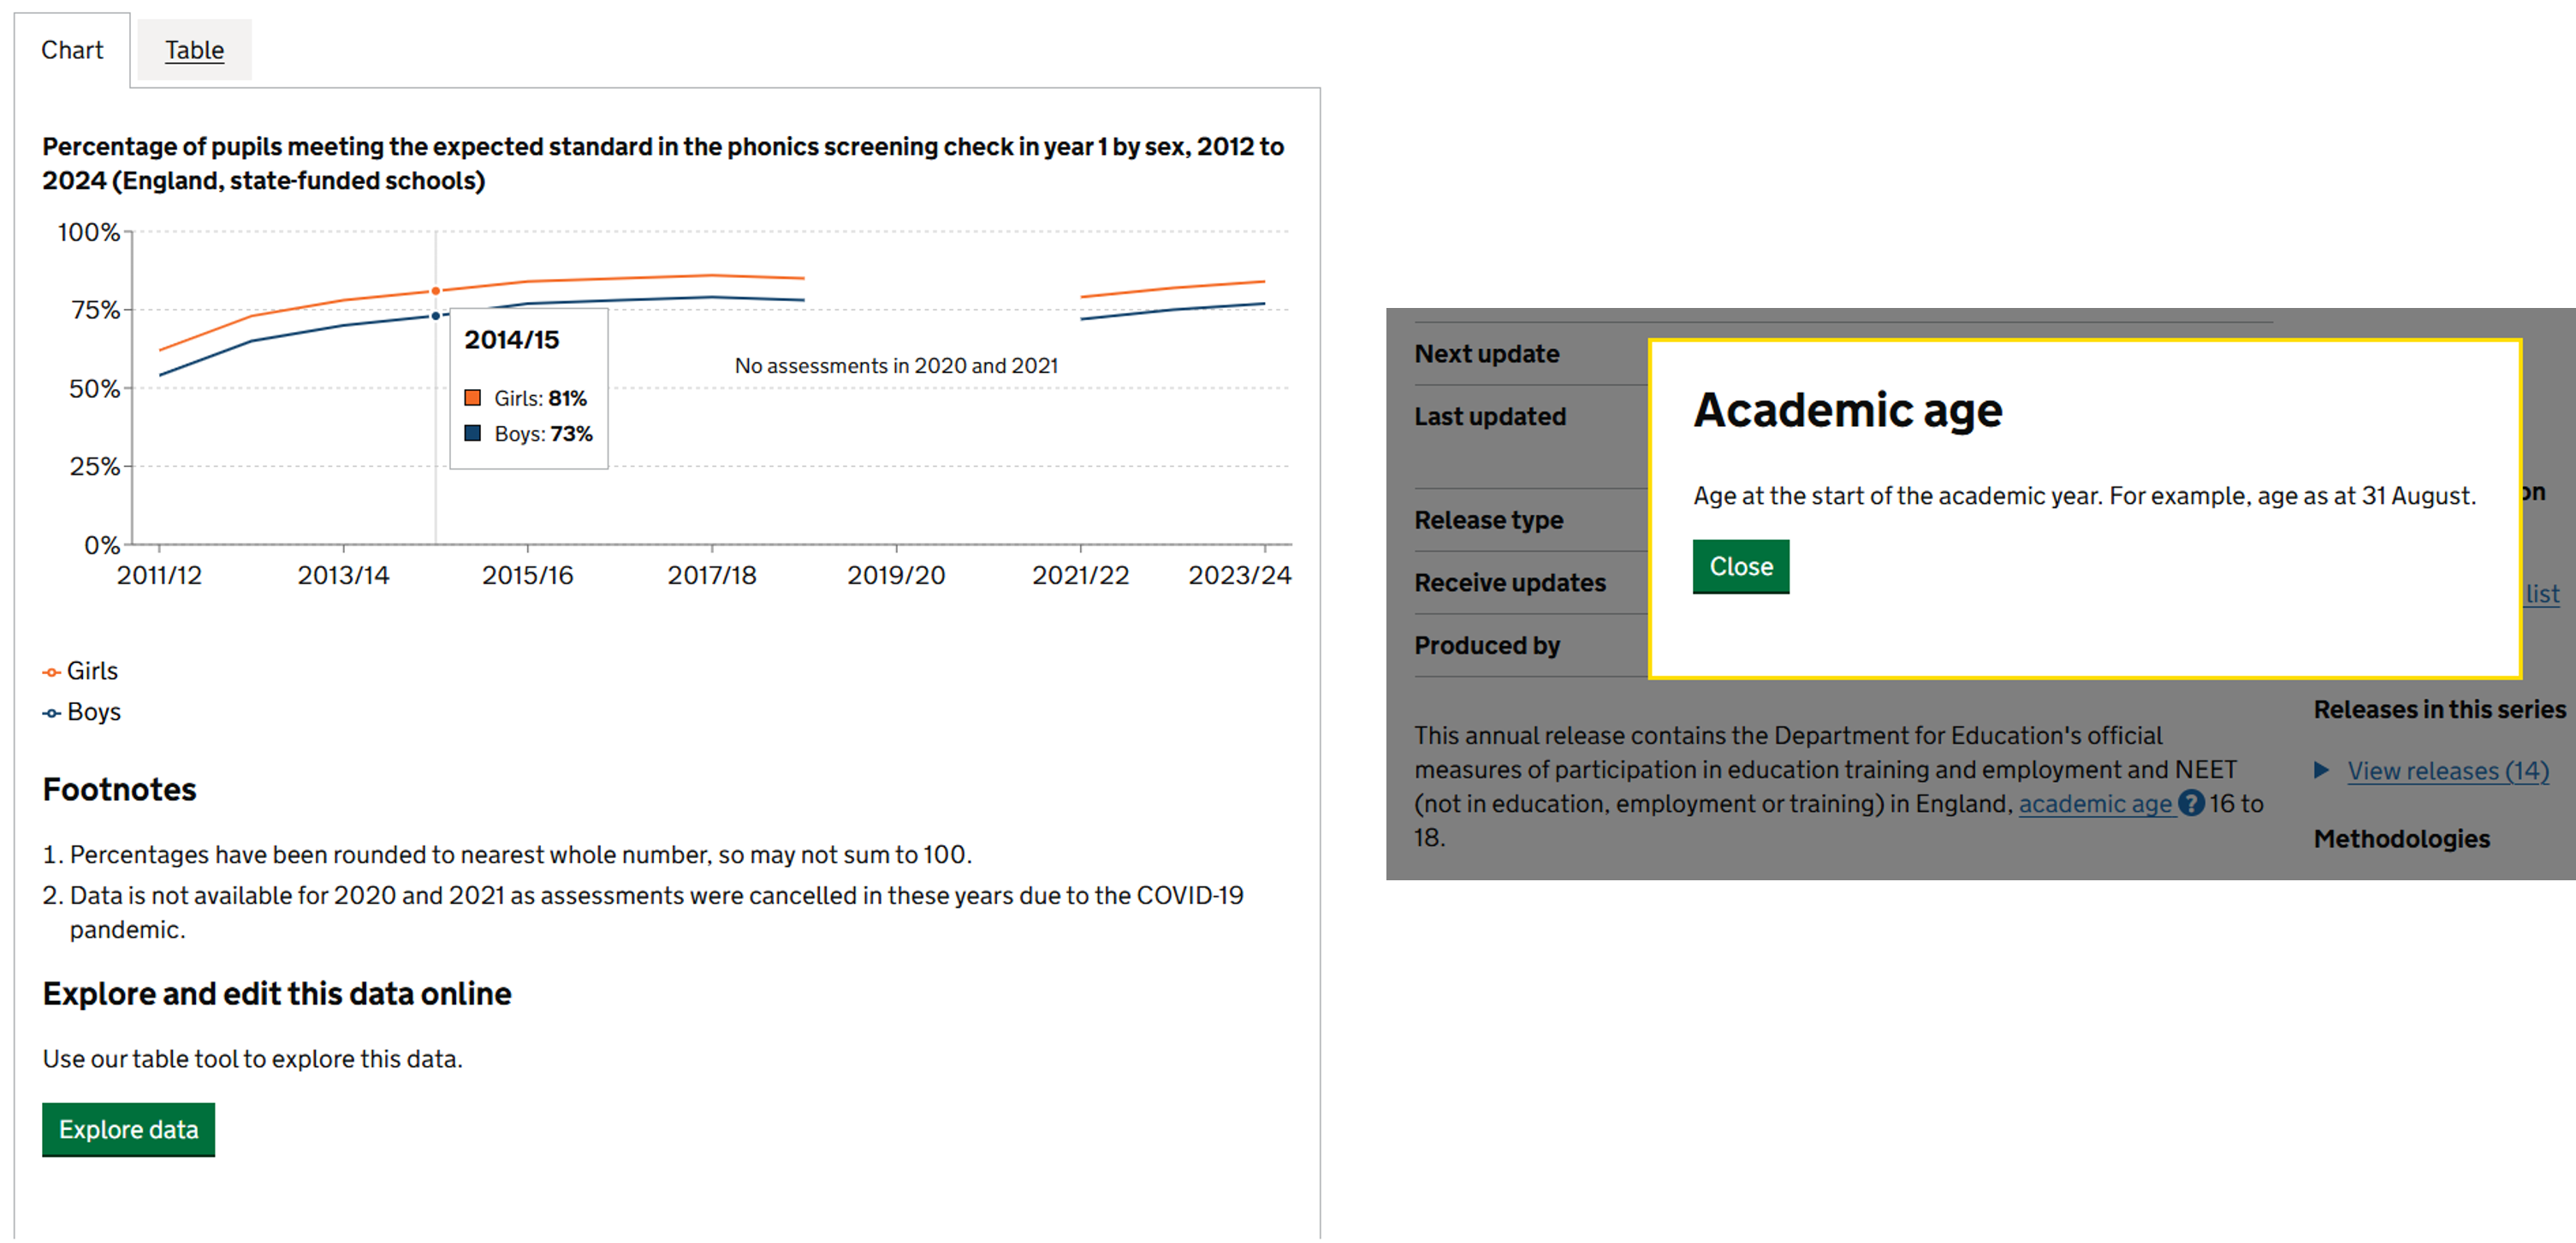 Chart
Table
Percentage of pupils meeting the expected standard in the phonics screening check in year 1 by sex, 2012 to
2024 (England, state-funded schools)
100%
75%
50%
25%
0%
2014/15
Girls: 81%
Boys: 73%
No assessments in 2020 and 2021
2011/12
2013/14
2015/16
2017/18
2019/20
2021/22
2023/24
Girls
Boys
Footnotes
1. Percentages have been rounded to nearest whole number, so may not sum to 100.
2. Data is not available for 2020 and 2021 as assessments were cancelled in these years due to the COVID-19
pandemic.
Explore and edit this data online
Use our table tool to explore this data.
Explore data
Next update
Last updated
Release type
Receive updates
Produced by
Academic age
Age at the start of the academic year. For example, age as at 31 August.
Close
on
list
This annual release contains the Department for Education's official
measures of participation in education training and employment and NEET
(not in education, employment or training) in England, academic age ? 16 to
18.
Releases in this series
View releases (14)
Methodologies